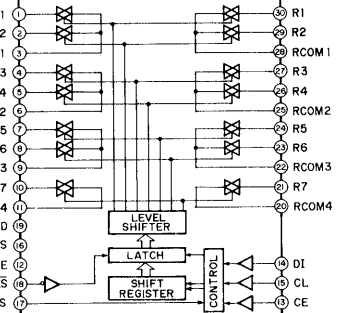 1 1 30 R1
2 2 29 R2
1 3 28 RCOM1
3 4 27 R3
4 5 26 R4
2 6 25 RCOM2
5 7 24 R5
6 8 23 R6
3 9 22 RCOM3
7 10 21 R7
4 11 20 RCOM4
LEVEL
SHIFTER
D 19
S 16
E 12
LATCH
CONTROL
14 DI
S 18
SHIFT
REGISTER
15 CL
S 17
13 CE